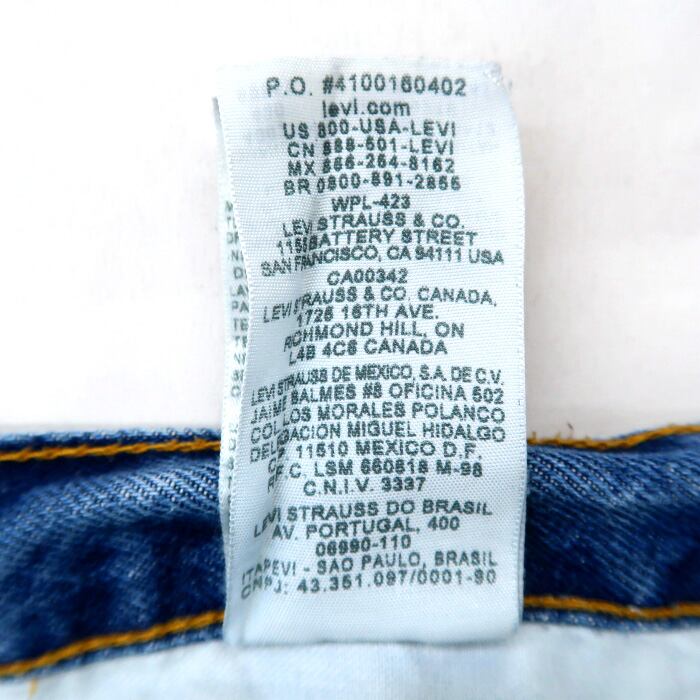 P.O. #4100160402
levi.com
US 800-USA-LEVI
CN 888-501-LEVI
MX 866-254-8162
BR 0800-891-2855
WPL-423
LEVI STRAUSS & CO.
1155 BATTERY STREET
SAN FRANCISCO, CA 94111 USA
CA00342
LEVI STRAUSS & CO. CANADA,
1725 16TH AVE.
RICHMOND HILL, ON
L4B 4C6 CANADA
LEVI STRAUSS DE MEXICO, S.A. DE C.V.
JAIME BALMES #8 OFICINA 502
COL LOS MORALES POLANCO
DELEGACION MIGUEL HIDALGO
C.P. 11510 MEXICO D.F.
R.F.C. LSM 660618 M-98
C.N.I.V. 3337
LEVI STRAUSS DO BRASIL
AV. PORTUGAL, 400
06690-110
ITAPEVI - SAO PAULO, BRASIL
CNPJ: 43.351.097/0001-90